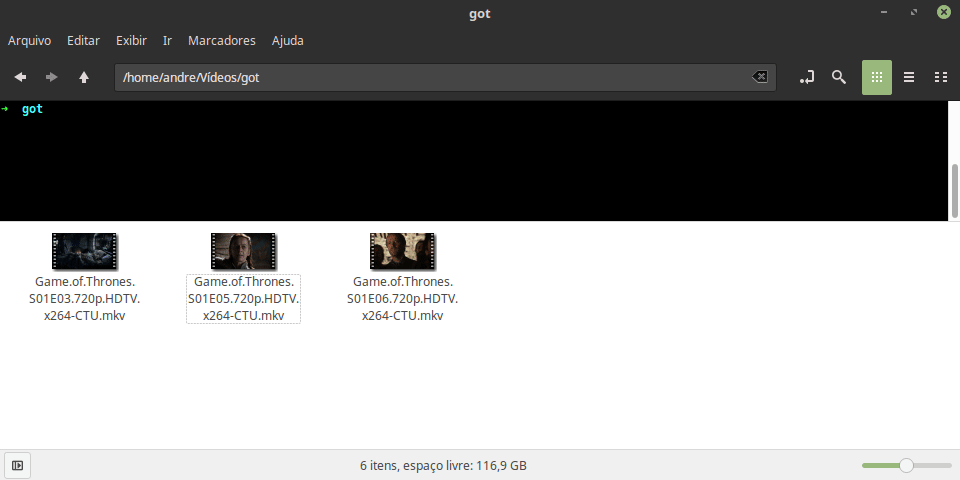 got
Arquivo Editar Exibir Ir Marcadores Ajuda
/home/andre/Vídeos/got
→ got
Game.of.Thrones.
S01E03.720p.HDTV.
x264-CTU.mkv
Game.of.Thrones.
S01E05.720p.HDTV.
x264-CTU.mkv
Game.of.Thrones.
S01E06.720p.HDTV.
x264-CTU.mkv
6 itens, espaço livre: 116,9 GB